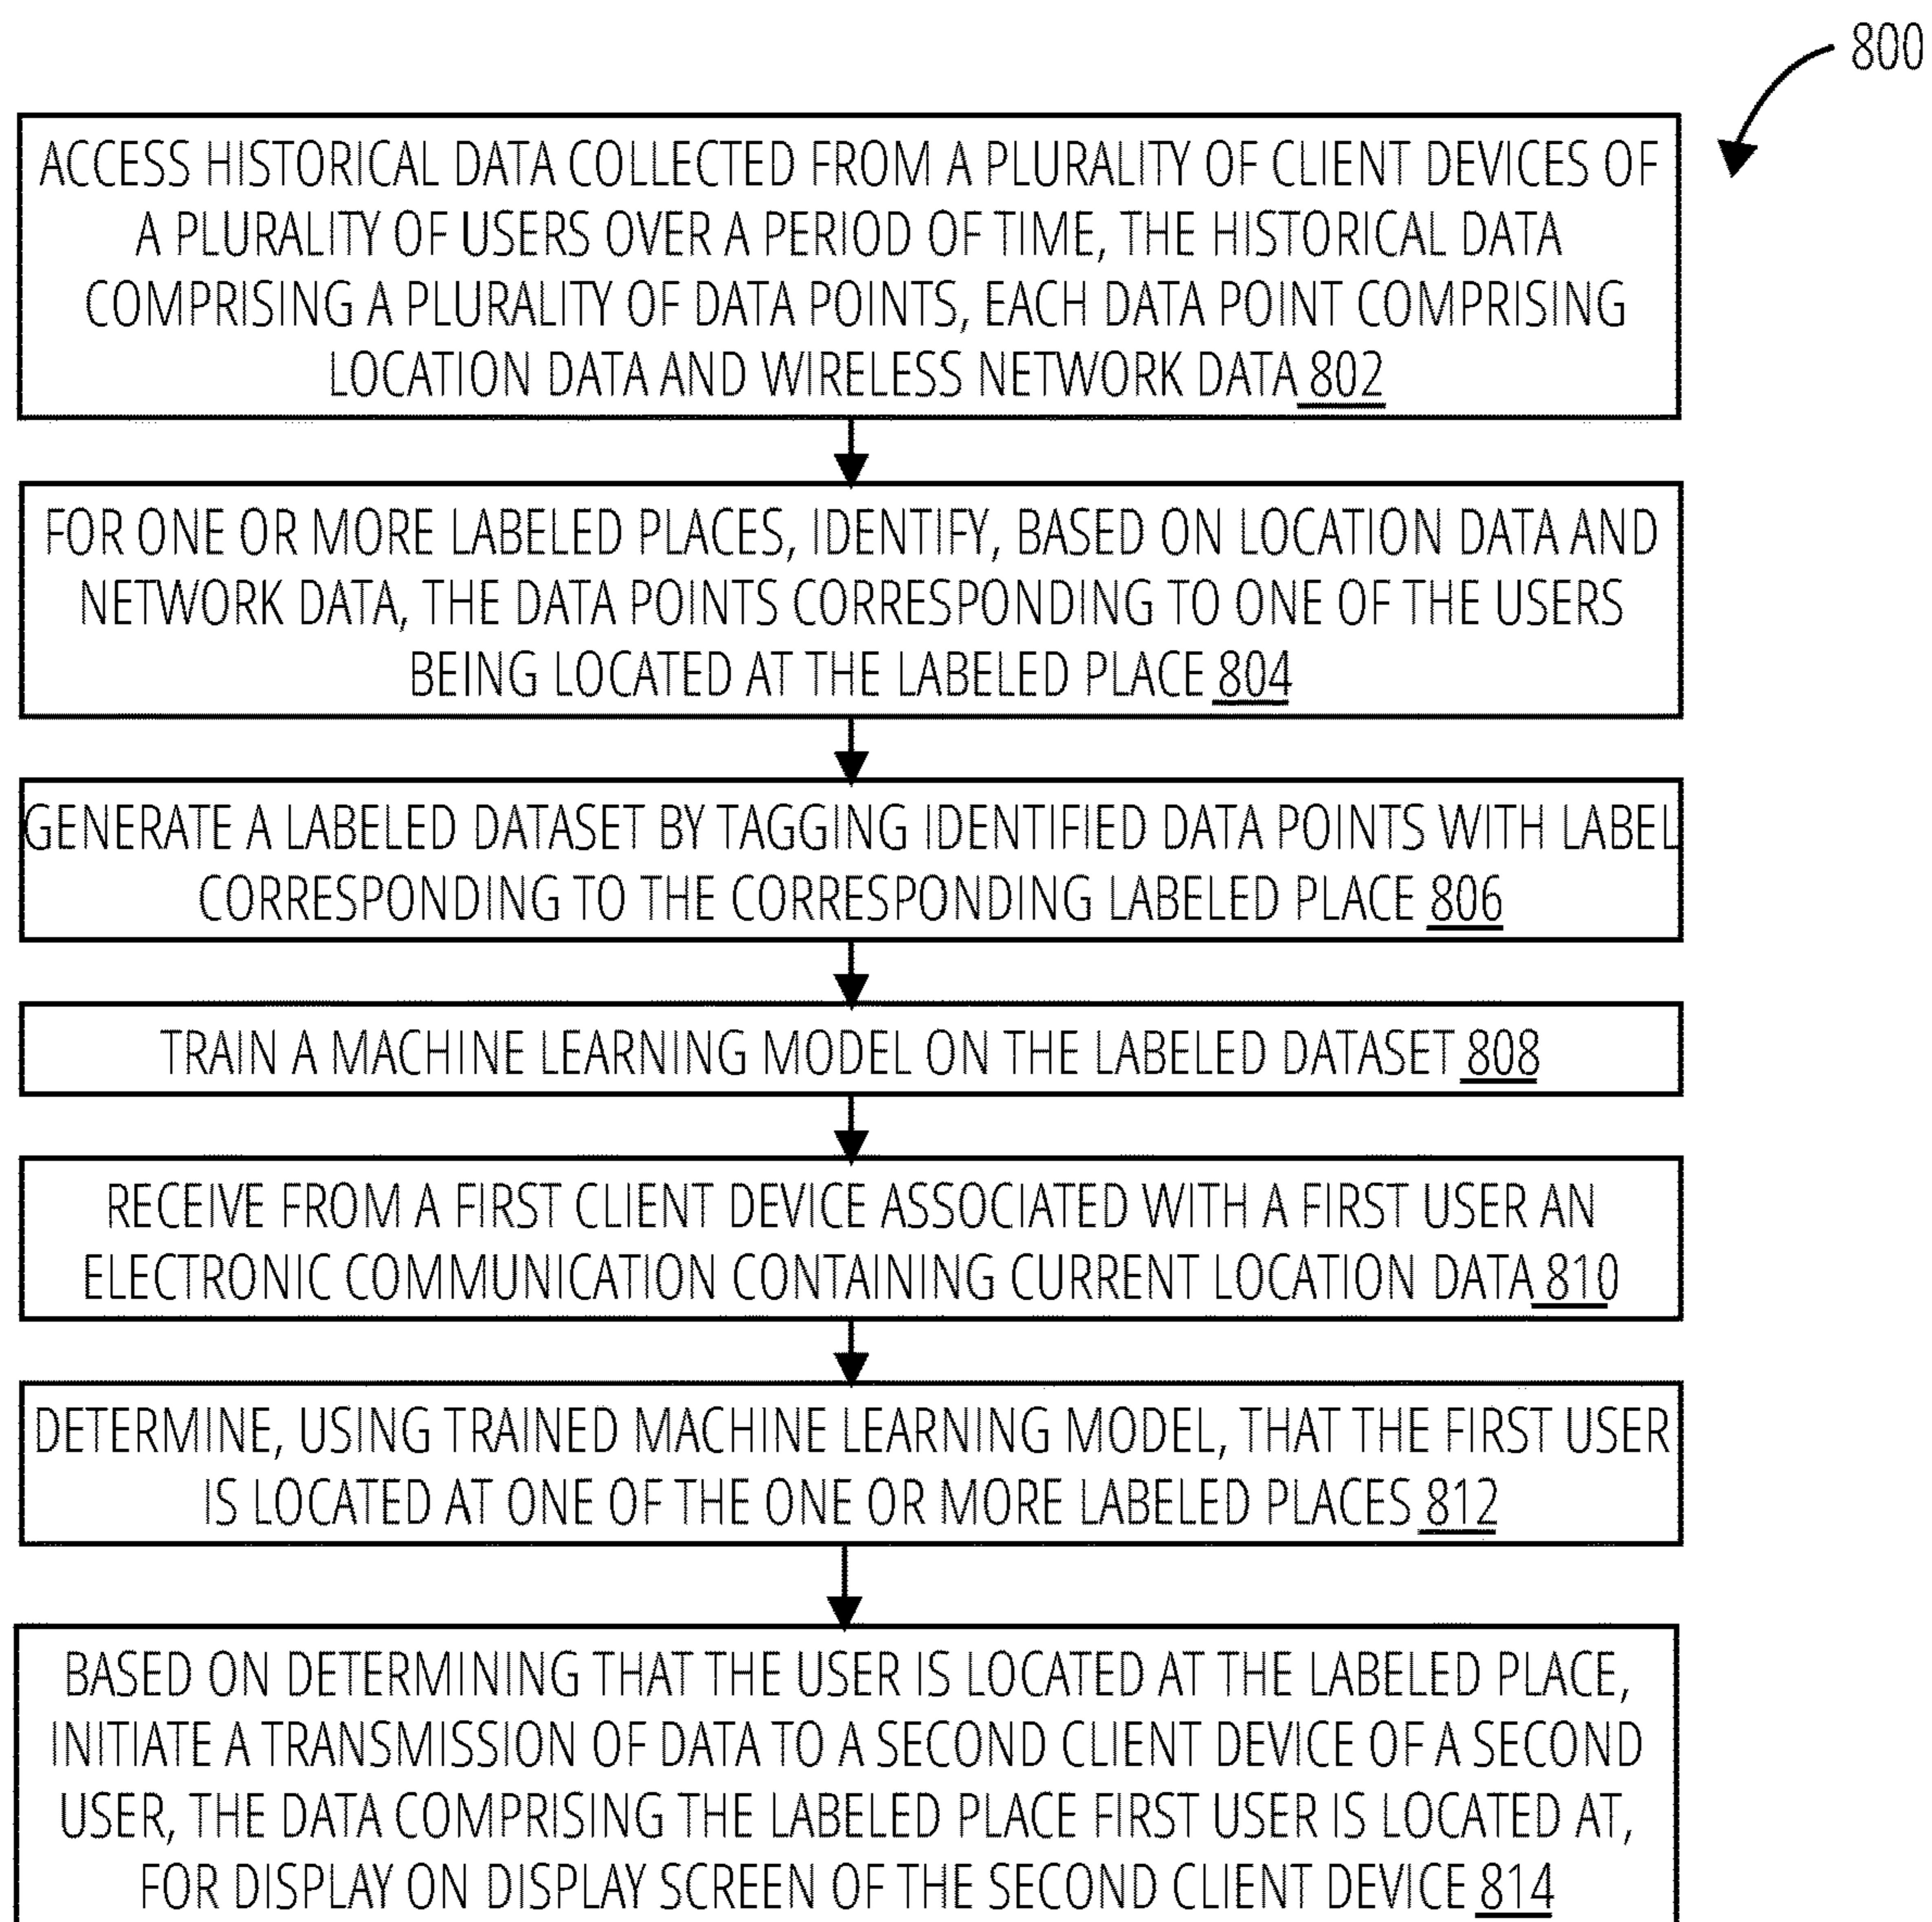 800
ACCESS HISTORICAL DATA COLLECTED FROM A PLURALITY OF CLIENT DEVICES OF
A PLURALITY OF USERS OVER A PERIOD OF TIME, THE HISTORICAL DATA
COMPRISING A PLURALITY OF DATA POINTS, EACH DATA POINT COMPRISING
LOCATION DATA AND WIRELESS NETWORK DATA 802
FOR ONE OR MORE LABELED PLACES, IDENTIFY, BASED ON LOCATION DATA AND
NETWORK DATA, THE DATA POINTS CORRESPONDING TO ONE OF THE USERS
BEING LOCATED AT THE LABELED PLACE 804
GENERATE A LABELED DATASET BY TAGGING IDENTIFIED DATA POINTS WITH LABEL
CORRESPONDING TO THE CORRESPONDING LABELED PLACE 806
TRAIN A MACHINE LEARNING MODEL ON THE LABELED DATASET 808
RECEIVE FROM A FIRST CLIENT DEVICE ASSOCIATED WITH A FIRST USER AN
ELECTRONIC COMMUNICATION CONTAINING CURRENT LOCATION DATA 810
DETERMINE, USING TRAINED MACHINE LEARNING MODEL, THAT THE FIRST USER
IS LOCATED AT ONE OF THE ONE OR MORE LABELED PLACES 812
BASED ON DETERMINING THAT THE USER IS LOCATED AT THE LABELED PLACE,
INITIATE A TRANSMISSION OF DATA TO A SECOND CLIENT DEVICE OF A SECOND
USER, THE DATA COMPRISING THE LABELED PLACE FIRST USER IS LOCATED AT,
FOR DISPLAY ON DISPLAY SCREEN OF THE SECOND CLIENT DEVICE 814